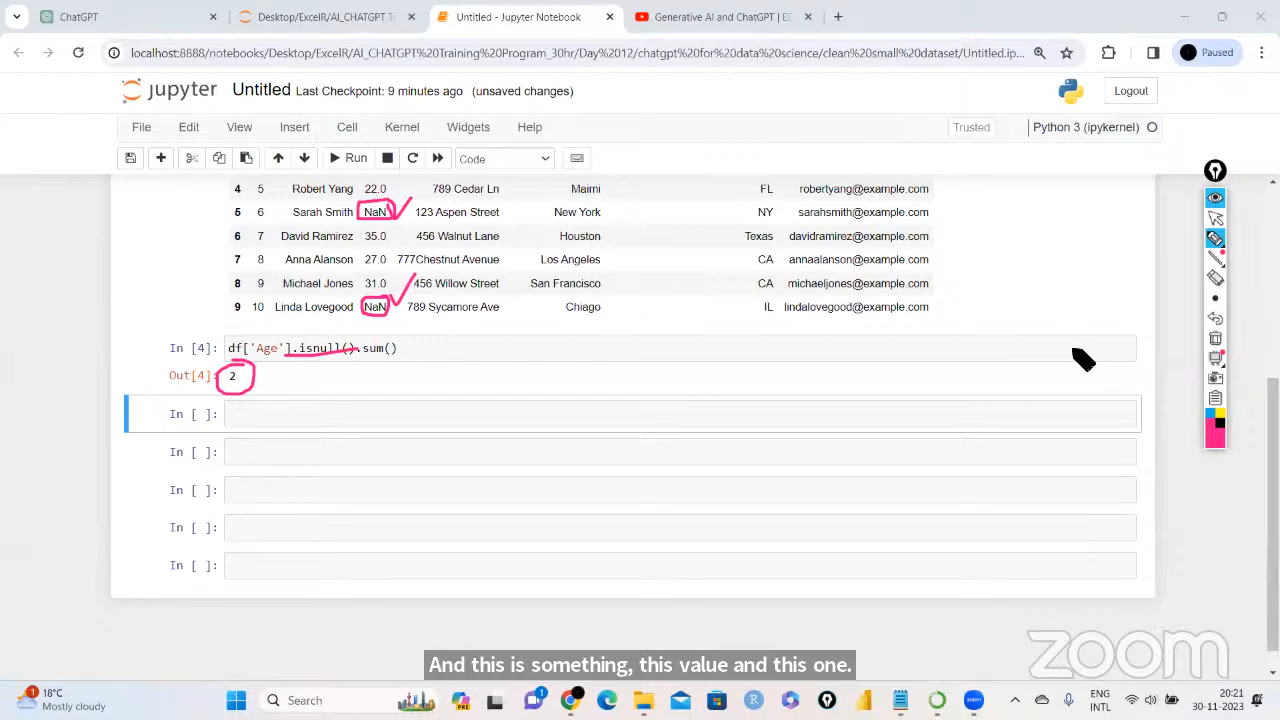 ChatGPT
Desktop/ExcelR/AI_CHATGPT T
Untitled - Jupyter Notebook
Generative AI and ChatGPT | ED
localhost:8888/notebooks/Desktop/ExcelR/AI_CHATGPT%20Training%20Program_30hr/Day%2012/chatgpt%20for%20data%20science/clean%20small%20dataset/Untitled.ip...
Paused
jupyter Untitled Last Checkpoint: 9 minutes ago (unsaved changes)
Logout
File Edit View Insert Cell Kernel Widgets Help
Trusted Python 3 (ipykernel)
Run Code
4 5 Robert Yang 22.0 789 Cedar Ln Maimi FL robertyang@example.com
5 6 Sarah Smith NaN 123 Aspen Street New York NY sarahsmith@example.com
6 7 David Ramirez 35.0 456 Walnut Lane Houston Texas davidramirez@example.com
7 8 Anna Alanson 27.0 777Chestnut Avenue Los Angeles CA annaalanson@example.com
8 9 Michael Jones 31.0 456 Willow Street San Francisco CA michaeljones@example.com
9 10 Linda Lovegood NaN 789 Sycamore Ave Chiago IL lindalovegood@example.com
In [4]: df['Age'].isnull().sum()
Out[4]: 2
In [ ]:
In [ ]:
In [ ]:
In [ ]:
In [ ]:
zoom
And this is something, this value and this one.
1
18°C
Mostly cloudy
Search
PRE
1
R
ENG
INTL
20:21
30-11-2023